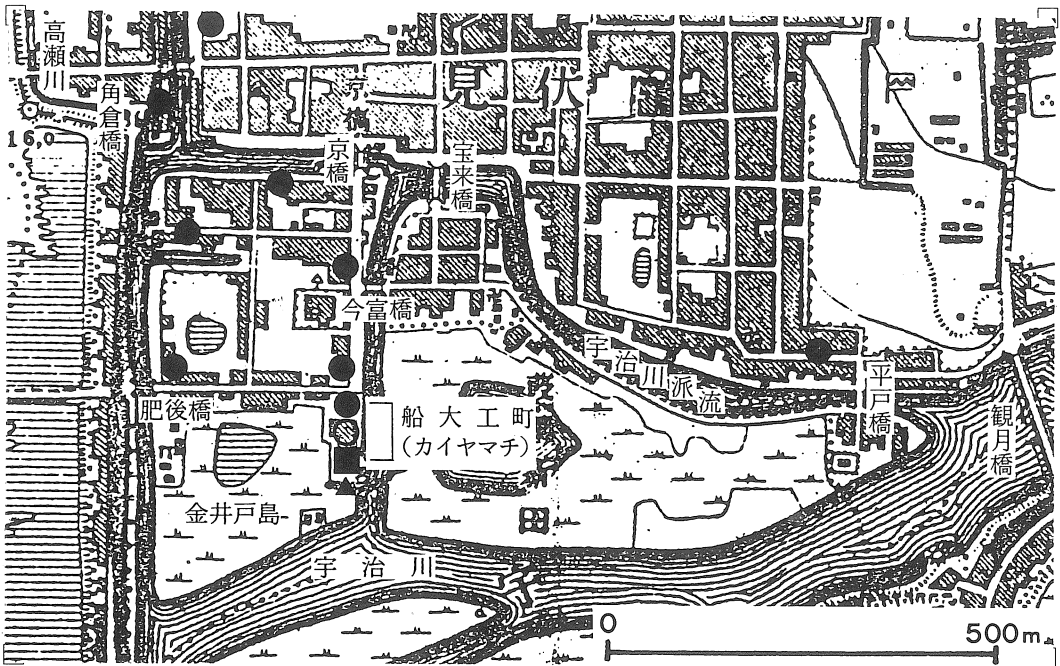 高瀬川
角倉橋
16,0
京橋
見
伏
京橋
宝来橋
今富橋
宇治川派流
平戸橋
観月橋
肥後橋
船大工町
(カイヤマチ)
金井戸島
宇治川
0
500m